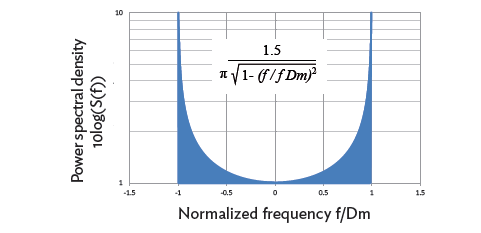 10
1.5
π √1- (f / f Dm)²
Power spectral density
10log(S(f))
1
-1.5 -1 -0.5 0 0.5 1 1.5
Normalized frequency f/Dm